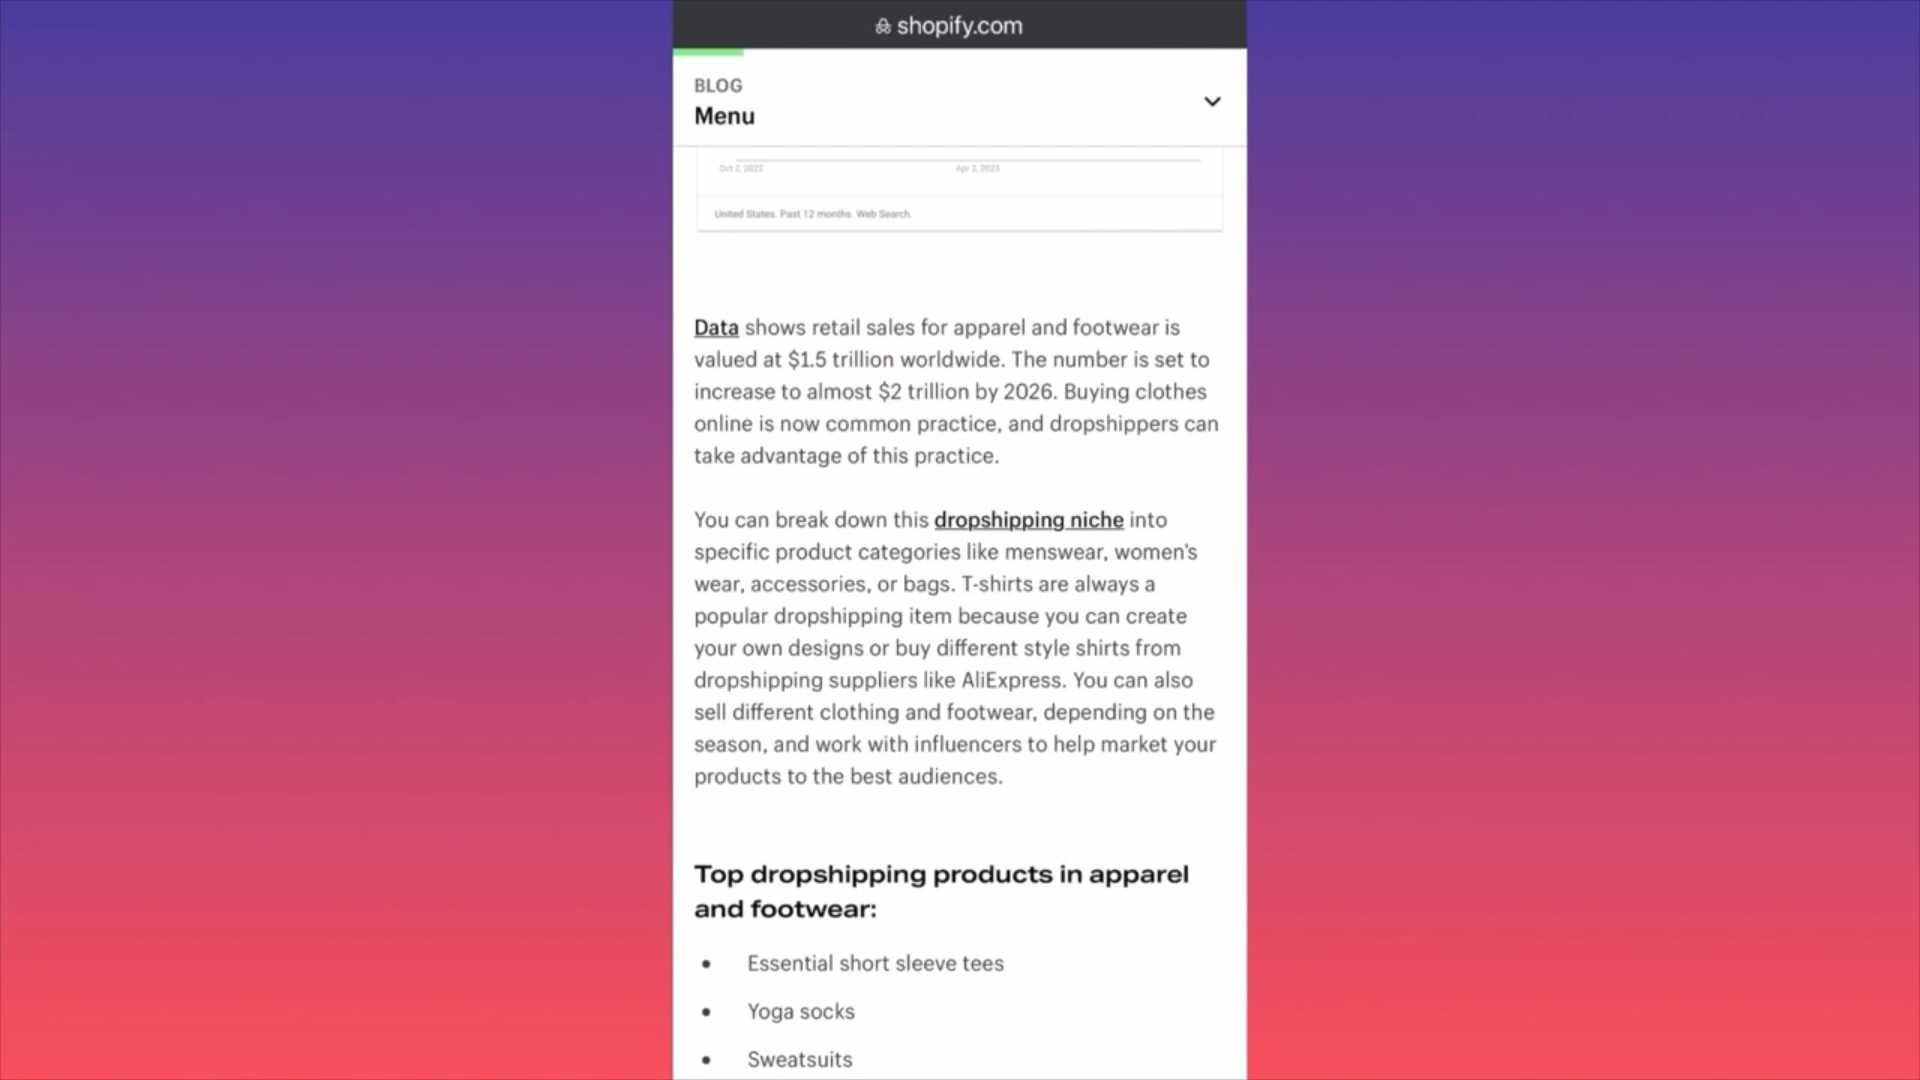 shopify.com
BLOG
Menu
Oct 2, 2022 Apr 2, 2023
United States. Past 12 months. Web Search.
Data shows retail sales for apparel and footwear is
valued at $1.5 trillion worldwide. The number is set to
increase to almost $2 trillion by 2026. Buying clothes
online is now common practice, and dropshippers can
take advantage of this practice.
You can break down this dropshipping niche into
specific product categories like menswear, women’s
wear, accessories, or bags. T-shirts are always a
popular dropshipping item because you can create
your own designs or buy different style shirts from
dropshipping suppliers like AliExpress. You can also
sell different clothing and footwear, depending on the
season, and work with influencers to help market your
products to the best audiences.
Top dropshipping products in apparel
and footwear:
• Essential short sleeve tees
• Yoga socks
• Sweatsuits